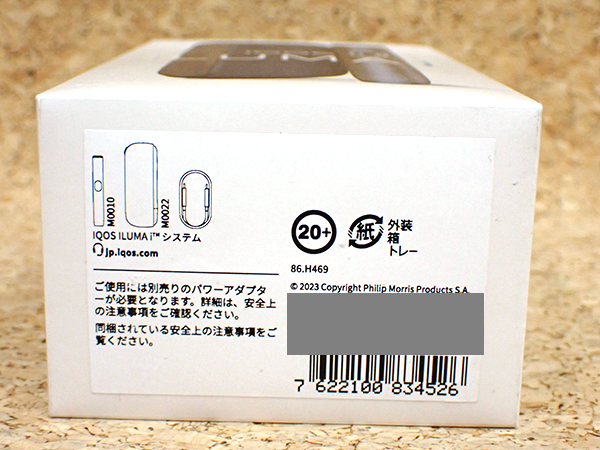 M0010
M0022
IQOS ILUMA i™ システム
jp.iqos.com
ご使用には別売りのパワーアダプタ
ーが必要となります。詳細は、安全上
の注意事項をご確認ください。
同梱されている安全上の注意事項をご
覧ください。
20+
紙
外装
箱
トレー
86.H469
© 2023 Copyright Philip Morris Products S.A.
7 622100 834526